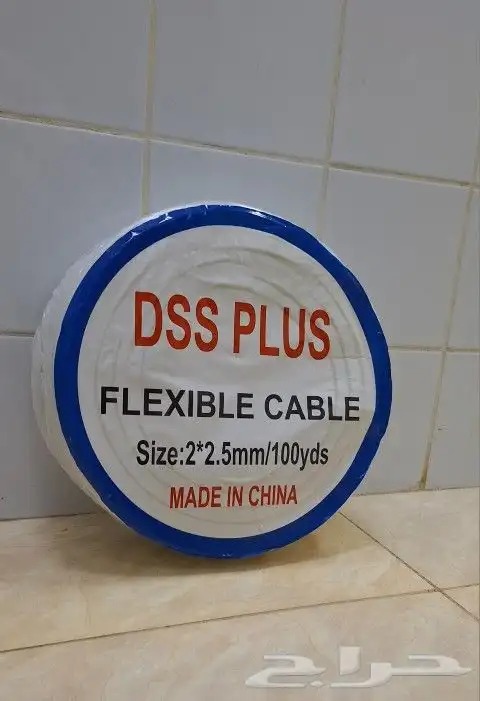 DSS PLUS
FLEXIBLE CABLE
Size:2*2.5mm/100yds
MADE IN CHINA
حراج